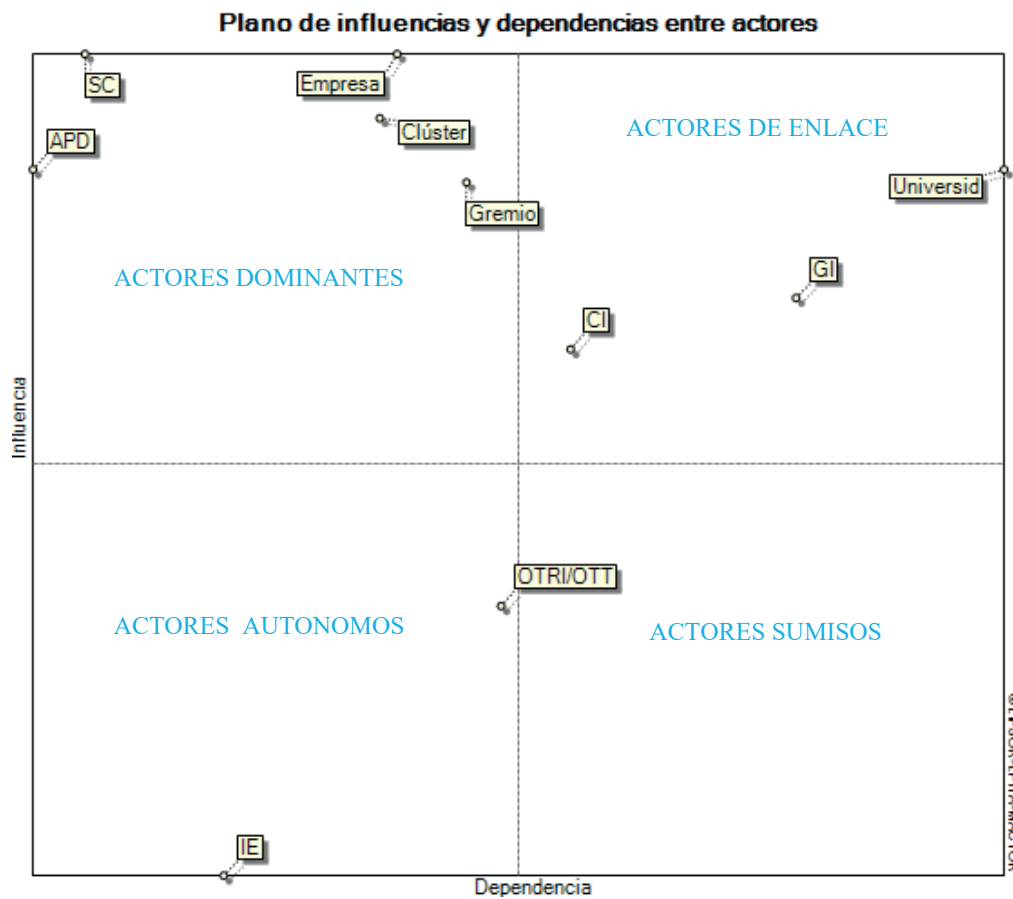 Plano de influencias y dependencias entre actores
SC
Empresa
APD
Clúster
ACTORES DE ENLACE
Universid
Gremio
ACTORES DOMINANTES
GI
CI
Influencia
OTRI/OTT
ACTORES AUTONOMOS
ACTORES SUMISOS
IE
Dependencia